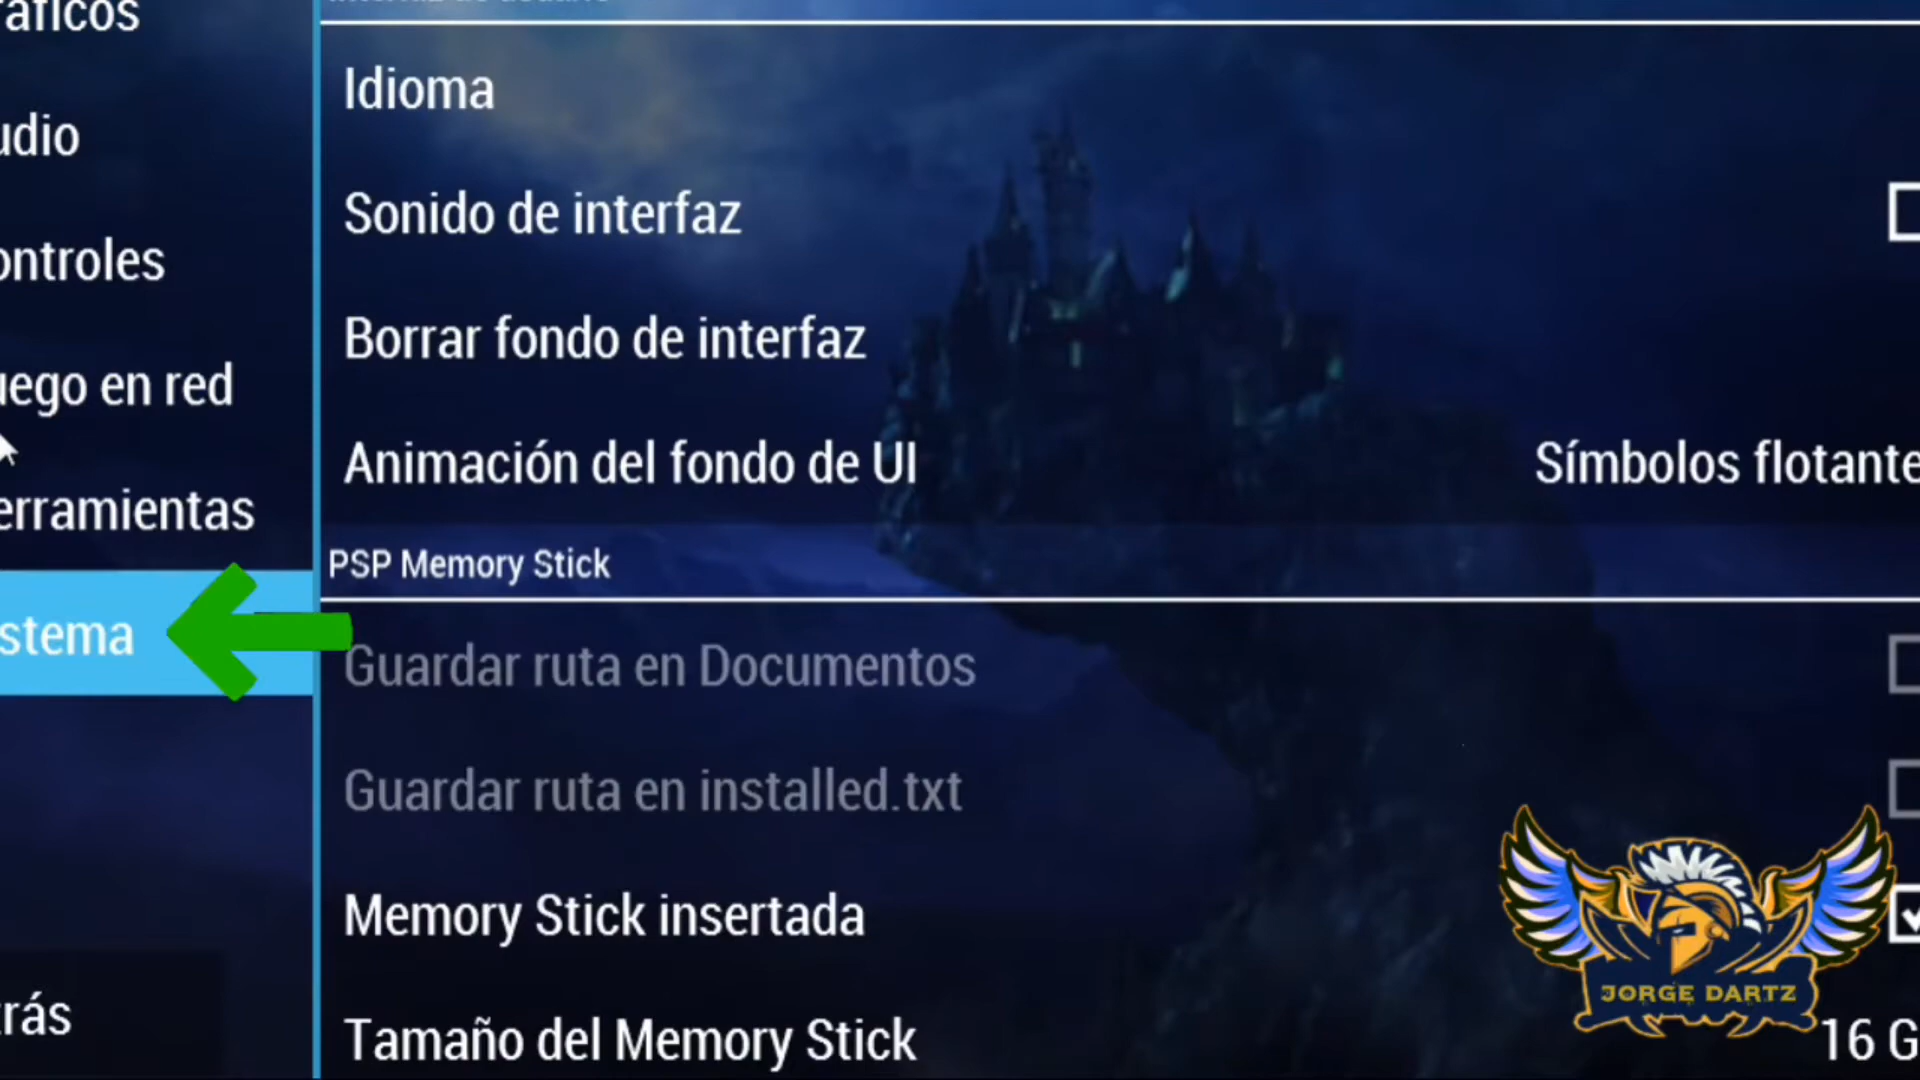 ráficos
udio
ontroles
uego en red
erramientas
stema
trás
Idioma
Sonido de interfaz
Borrar fondo de interfaz
Animación del fondo de UI
Símbolos flotante
PSP Memory Stick
Guardar ruta en Documentos
Guardar ruta en installed.txt
Memory Stick insertada
Tamaño del Memory Stick
16 G
JORGE DARTZ